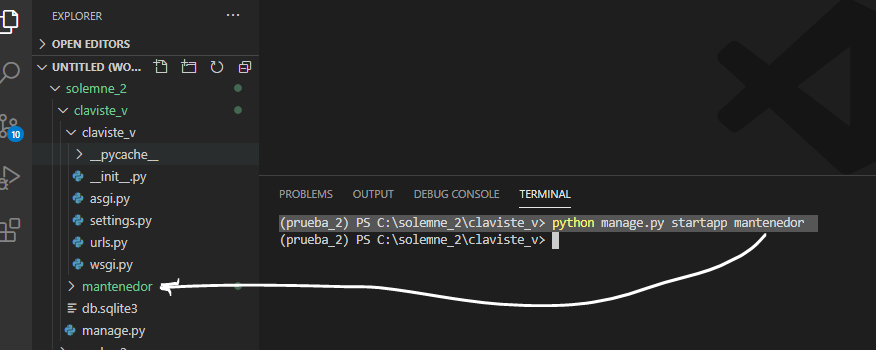 EXPLORER
...
OPEN EDITORS
UNTITLED (WO...
solemne_2
claviste_v
claviste_v
__pycache__
__init__.py
asgi.py
settings.py
urls.py
wsgi.py
mantenedor
db.sqlite3
manage.py
10
PROBLEMS OUTPUT DEBUG CONSOLE TERMINAL
(prueba_2) PS C:\solemne_2\claviste_v> python manage.py startapp mantenedor
(prueba_2) PS C:\solemne_2\claviste_v>